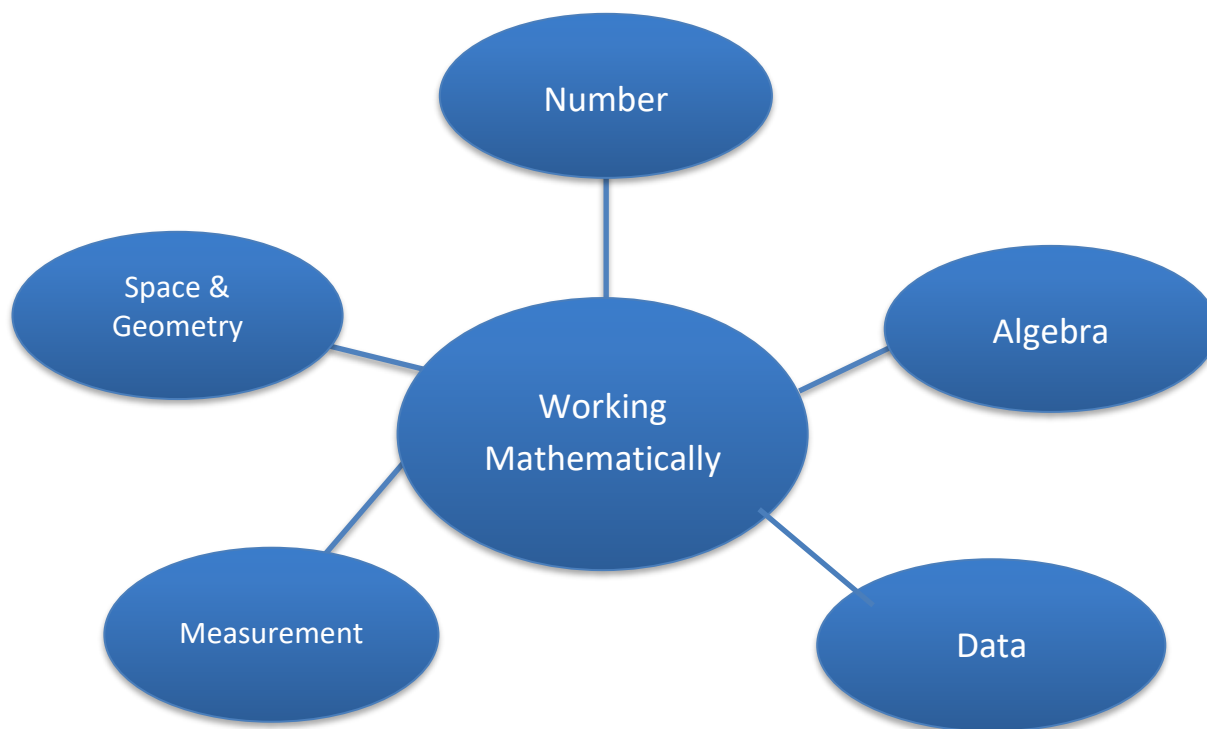 Number
Space &
Geometry
Algebra
Working
Mathematically
Measurement
Data